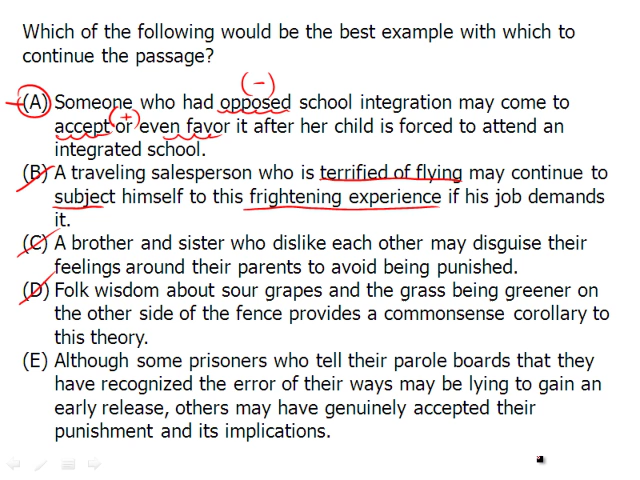 Which of the following would be the best example with which to
continue the passage?
(-)
(A) Someone who had opposed school integration may come to
(+)
accept or even favor it after her child is forced to attend an
integrated school.
(B) A traveling salesperson who is terrified of flying may continue to
subject himself to this frightening experience if his job demands
it.
(C) A brother and sister who dislike each other may disguise their
feelings around their parents to avoid being punished.
(D) Folk wisdom about sour grapes and the grass being greener on
the other side of the fence provides a commonsense corollary to
this theory.
(E) Although some prisoners who tell their parole boards that they
have recognized the error of their ways may be lying to gain an
early release, others may have genuinely accepted their
punishment and its implications.